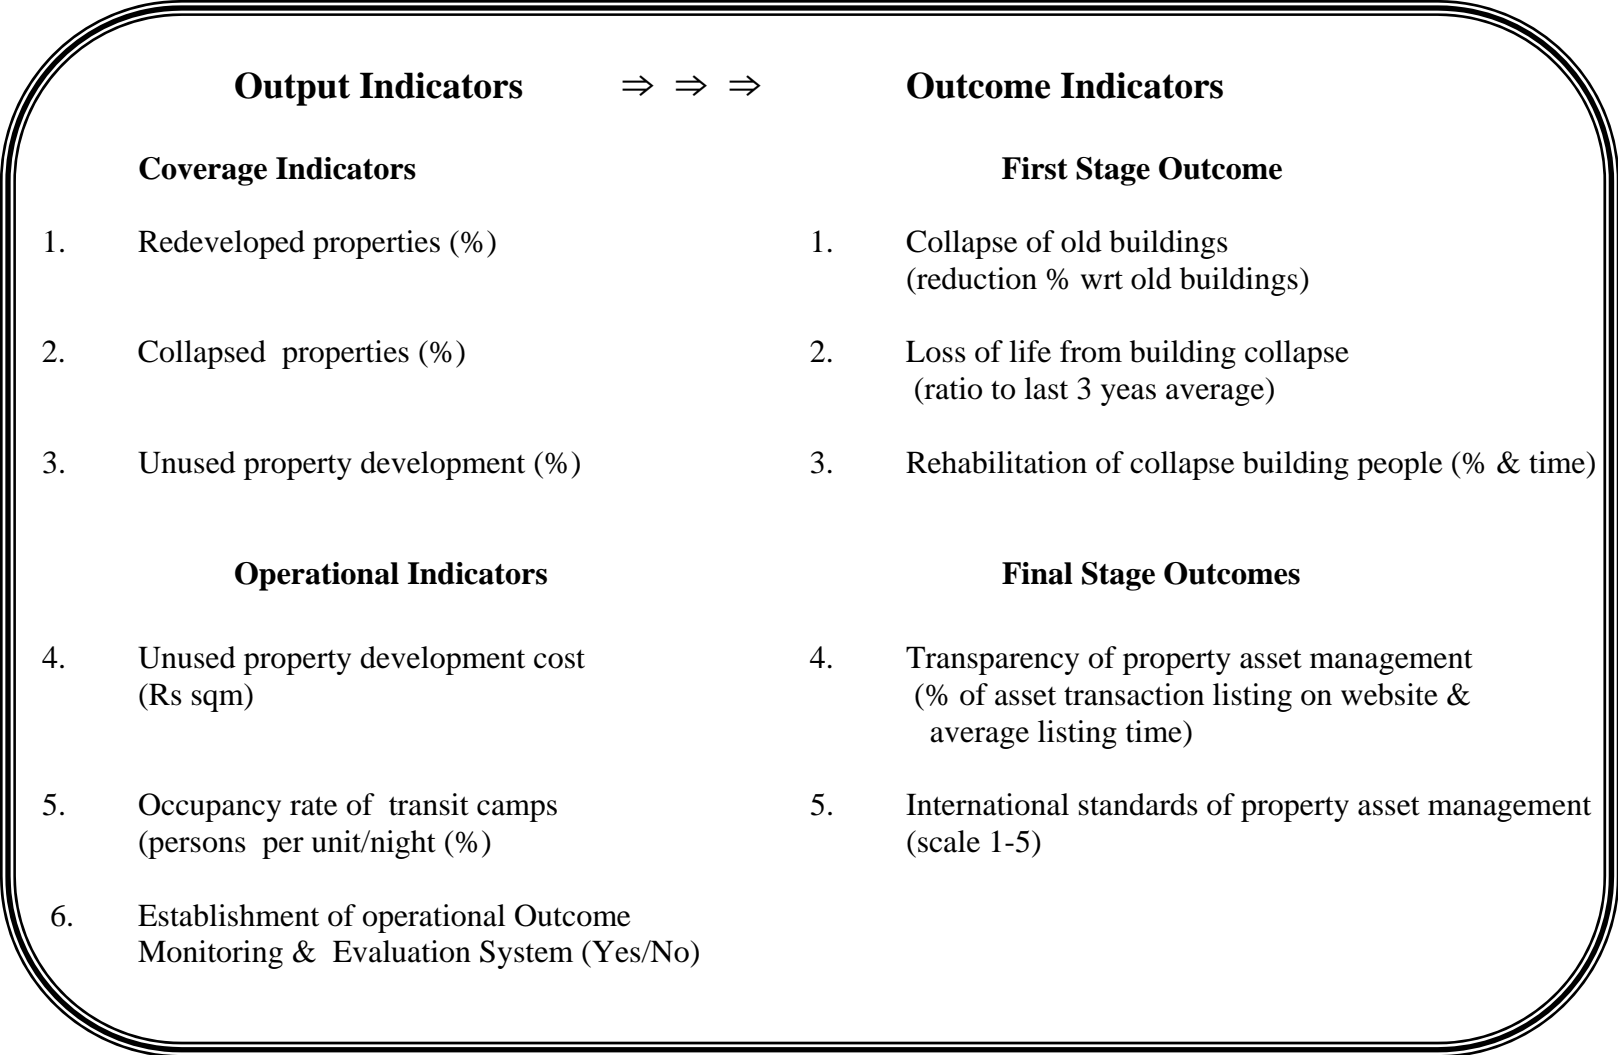 Output Indicators ⇒ ⇒ ⇒ Outcome Indicators
Coverage Indicators
1. Redeveloped properties (%)
2. Collapsed properties (%)
3. Unused property development (%)
Operational Indicators
4. Unused property development cost
(Rs sqm)
5. Occupancy rate of transit camps
(persons per unit/night (%)
6. Establishment of operational Outcome
Monitoring & Evaluation System (Yes/No)
First Stage Outcome
1. Collapse of old buildings
(reduction % wrt old buildings)
2. Loss of life from building collapse
(ratio to last 3 yeas average)
3. Rehabilitation of collapse building people (% & time)
Final Stage Outcomes
4. Transparency of property asset management
(% of asset transaction listing on website &
average listing time)
5. International standards of property asset management
(scale 1-5)